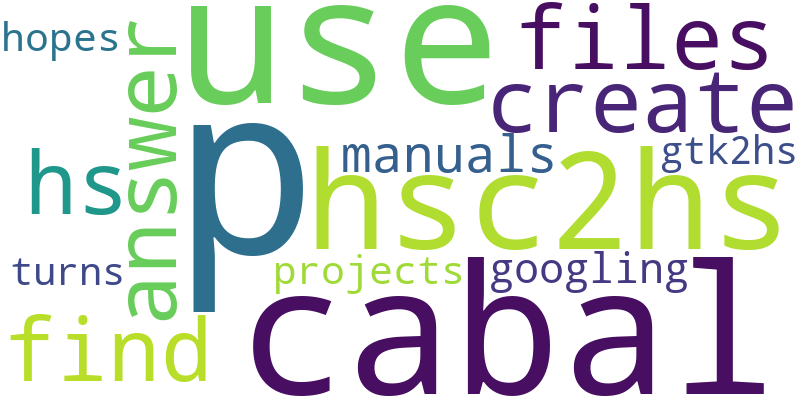 hopes
use
files
answer
create
p
hs
manuals
gtk2hs
hsc2hs
turns
projects
googling
find
cabal